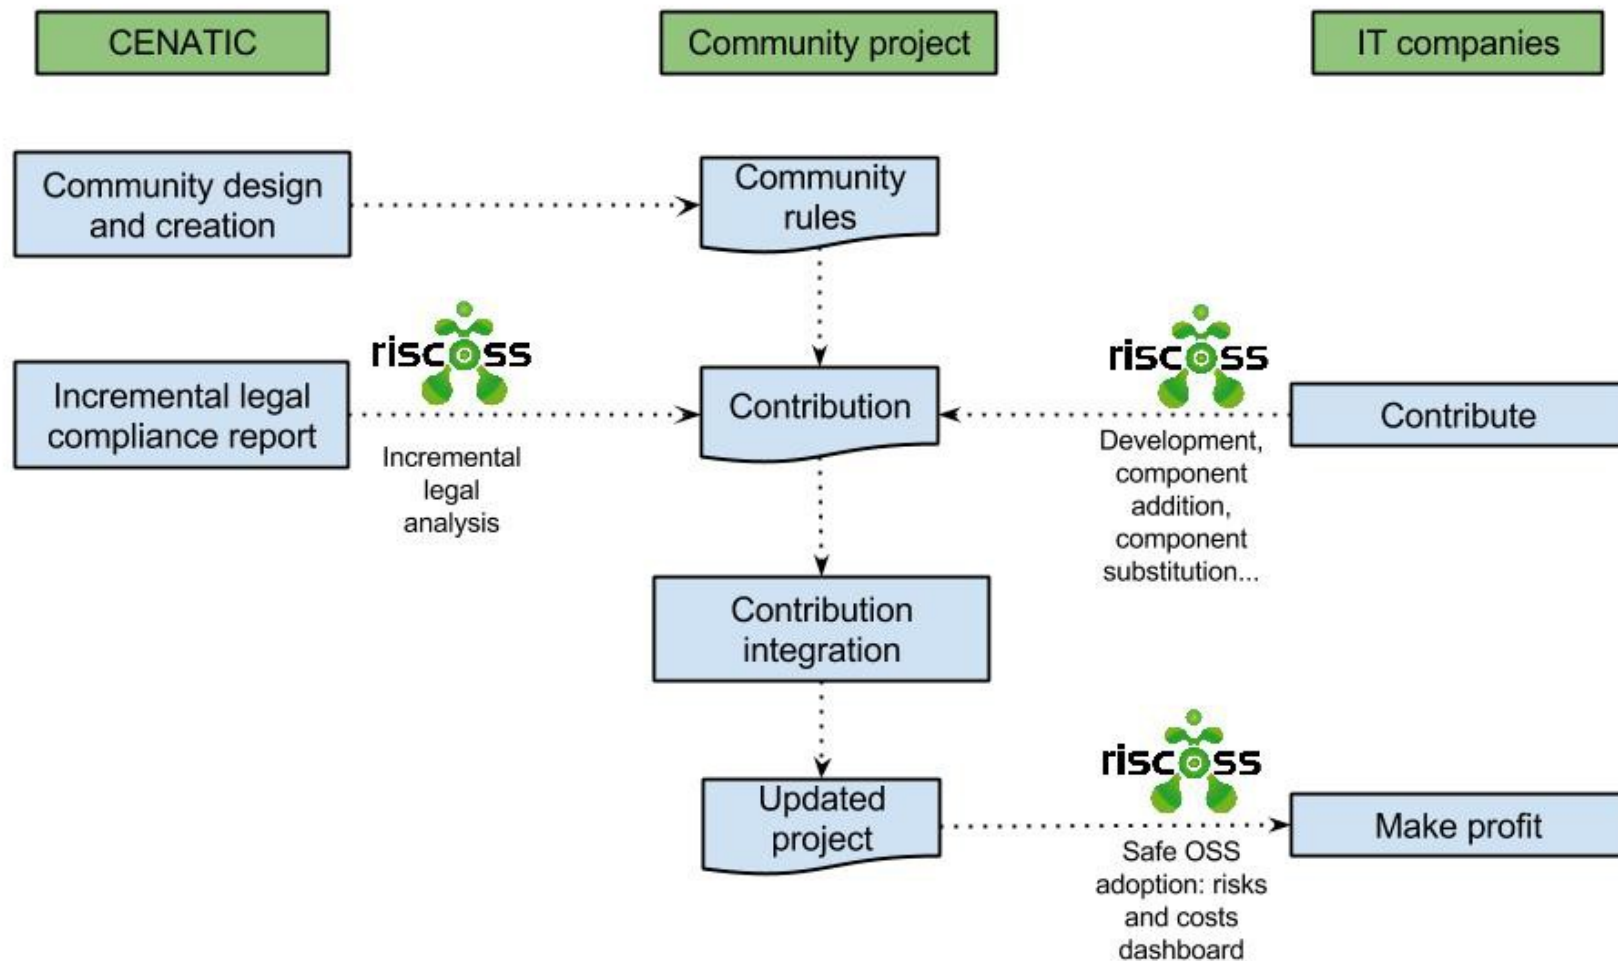 CENATIC
Community project
IT companies
Community design
and creation
Community
rules
riscoss
riscoss
Incremental legal
compliance report
Contribution
Contribute
Incremental
legal
analysis
Development,
component
addition,
component
substitution...
Contribution
integration
riscoss
Updated
project
Make profit
Safe OSS
adoption: risks
and costs
dashboard